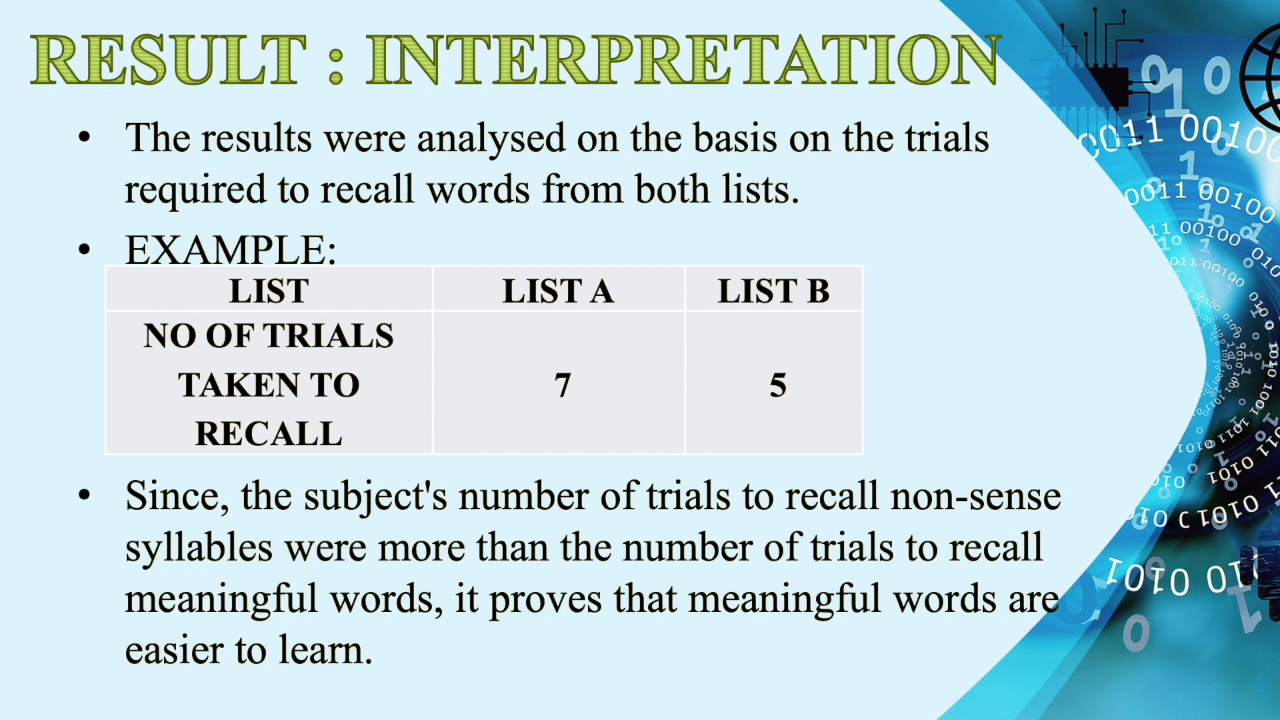 RESULT : INTERPRETATION
• The results were analysed on the basis on the trials
required to recall words from both lists.
• EXAMPLE:
LIST LIST A LIST B
NO OF TRIALS
TAKEN TO 7 5
RECALL
• Since, the subject's number of trials to recall non-sense
syllables were more than the number of trials to recall
meaningful words, it proves that meaningful words are
easier to learn.